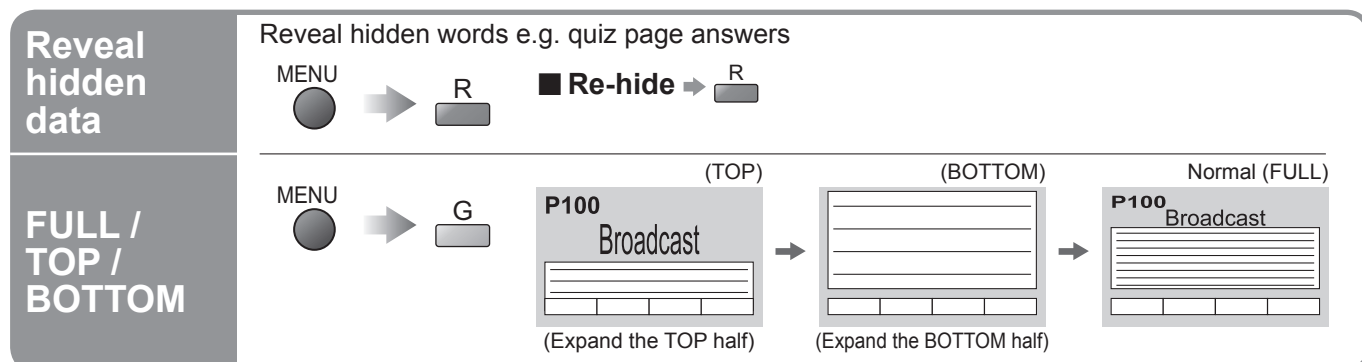 Reveal
hidden
data
Reveal hidden words e.g. quiz page answers
MENU
R
■ Re-hide
R
FULL /
TOP /
BOTTOM
MENU
G
(TOP)
P100
Broadcast
(Expand the TOP half)
(BOTTOM)
(Expand the BOTTOM half)
Normal (FULL)
P100
Broadcast